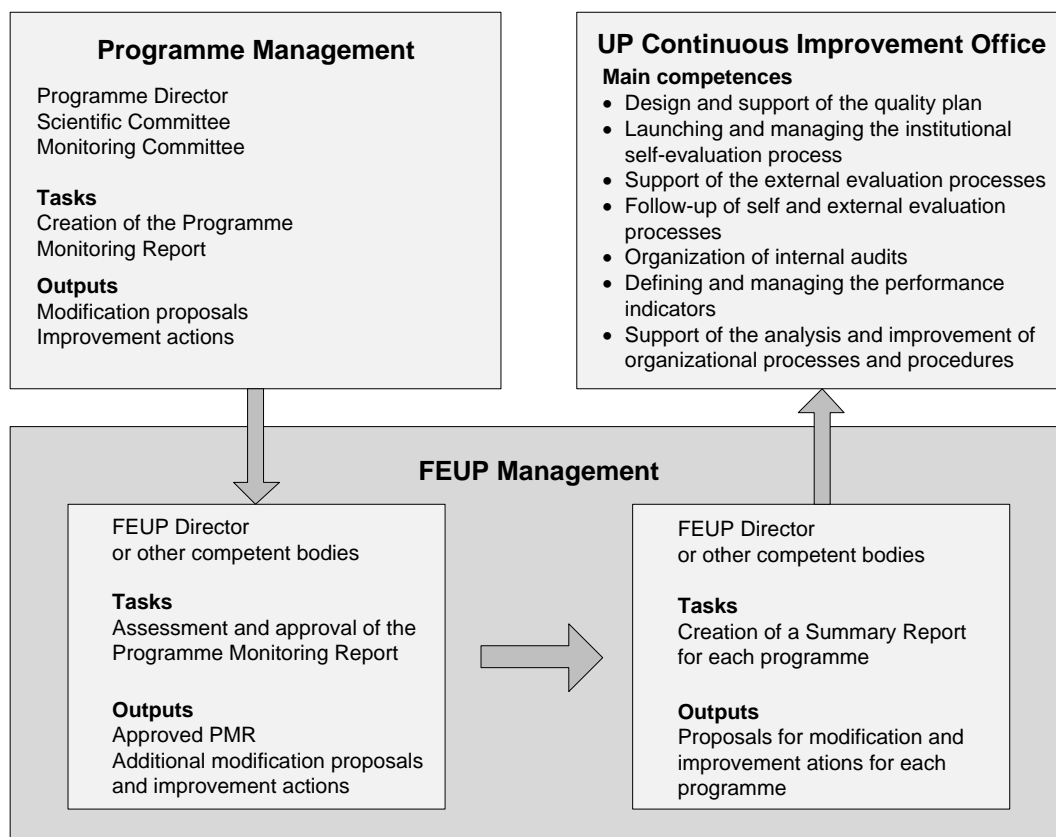 Programme Management
Programme Director
Scientific Committee
Monitoring Committee
Tasks
Creation of the Programme
Monitoring Report
Outputs
Modification proposals
Improvement actions
UP Continuous Improvement Office
Main competences
• Design and support of the quality plan
• Launching and managing the institutional
self-evaluation process
• Support of the external evaluation processes
• Follow-up of self and external evaluation
processes
• Organization of internal audits
• Defining and managing the performance
indicators
• Support of the analysis and improvement of
organizational processes and procedures
FEUP Management
FEUP Director
or other competent bodies
Tasks
Assessment and approval of the
Programme Monitoring Report
Outputs
Approved PMR
Additional modification proposals
and improvement actions
FEUP Director
or other competent bodies
Tasks
Creation of a Summary Report
for each programme
Outputs
Proposals for modification and
improvement ations for each
programme